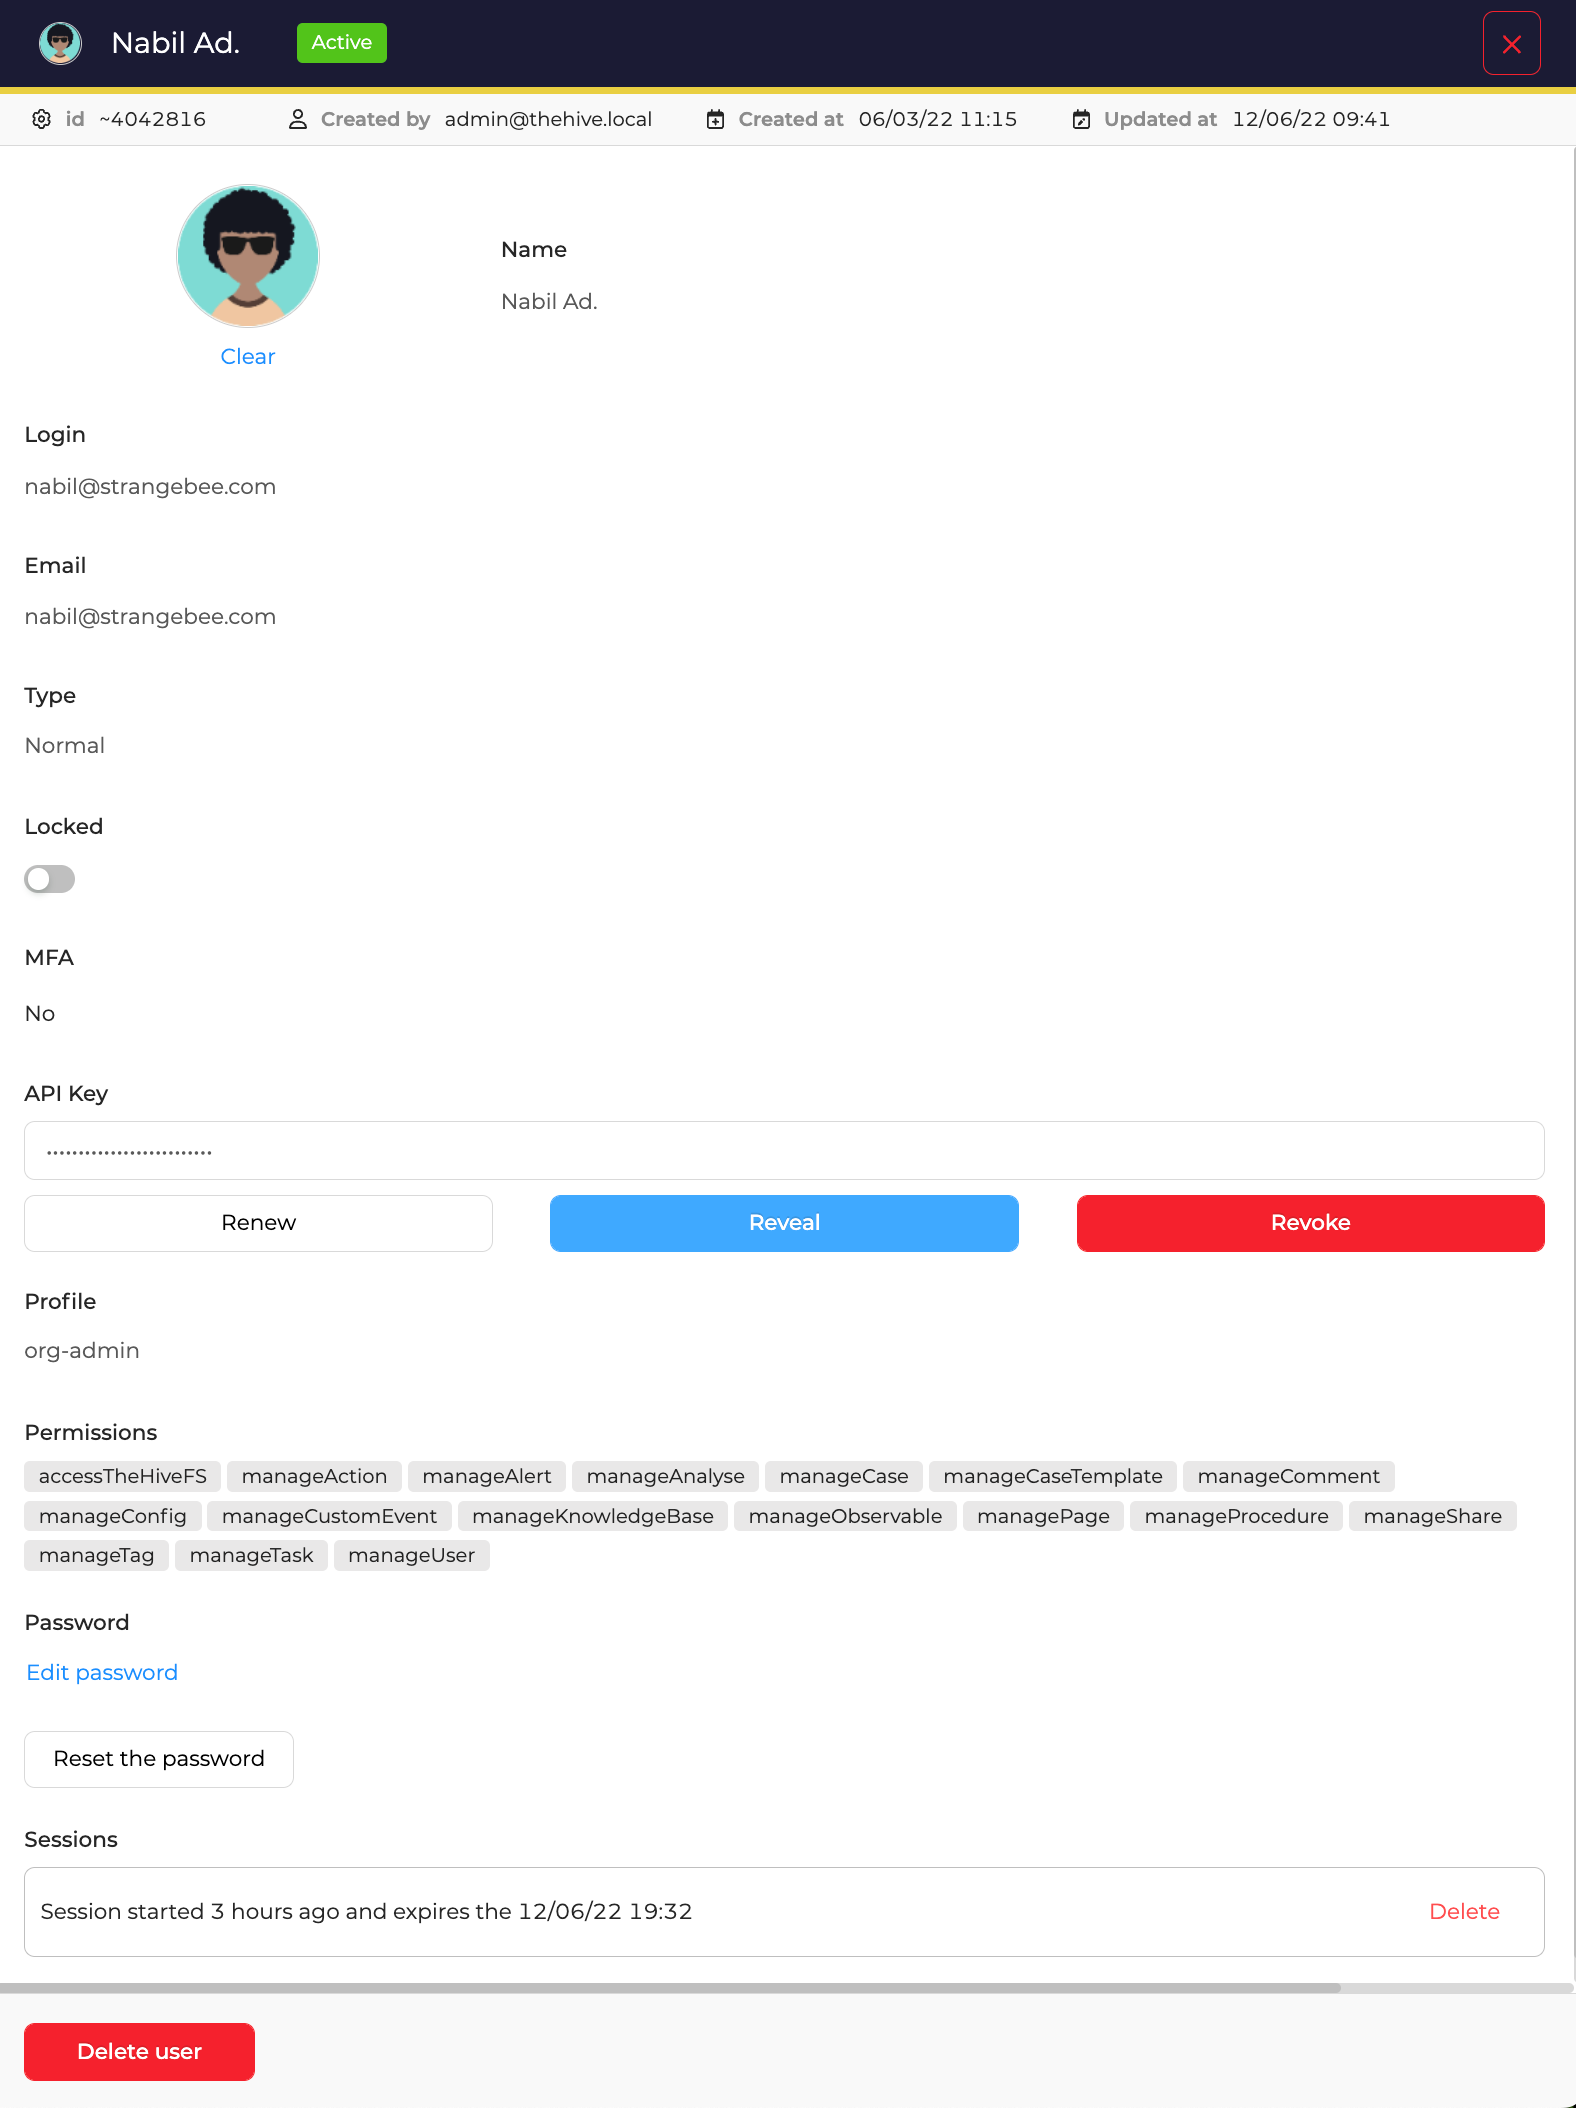 Nabil Ad. Active
id ~4042816 Created by admin@thehive.local Created at 06/03/22 11:15 Updated at 12/06/22 09:41
Name
Nabil Ad.
Clear
Login
nabil@strangebee.com
Email
nabil@strangebee.com
Type
Normal
Locked
MFA
No
API Key
Renew Reveal Revoke
Profile
org-admin
Permissions
accessTheHiveFS manageAction manageAlert manageAnalyse manageCase manageCaseTemplate manageComment
manageConfig manageCustomEvent manageKnowledgeBase manageObservable managePage manageProcedure manageShare
manageTag manageTask manageUser
Password
Edit password
Reset the password
Sessions
Session started 3 hours ago and expires the 12/06/22 19:32 Delete
Delete user